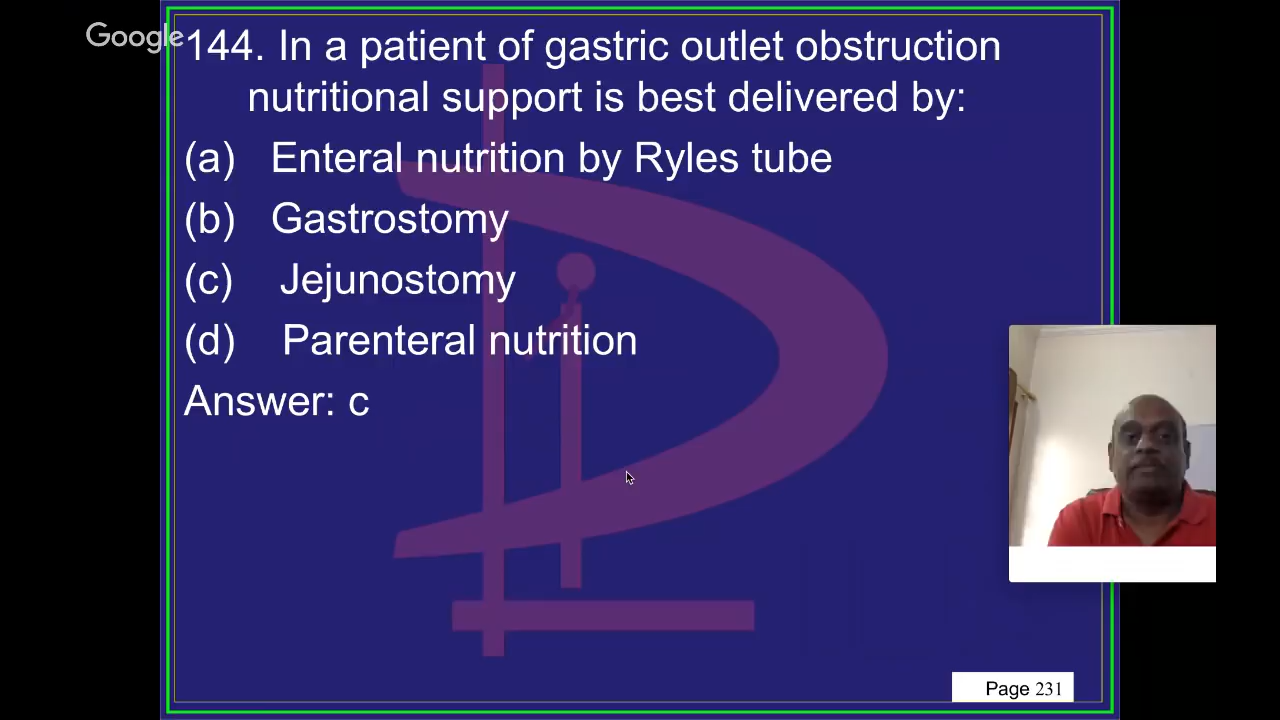 Google
144. In a patient of gastric outlet obstruction
nutritional support is best delivered by:
(a) Enteral nutrition by Ryles tube
(b) Gastrostomy
(c) Jejunostomy
(d) Parenteral nutrition
Answer: c
Page 231